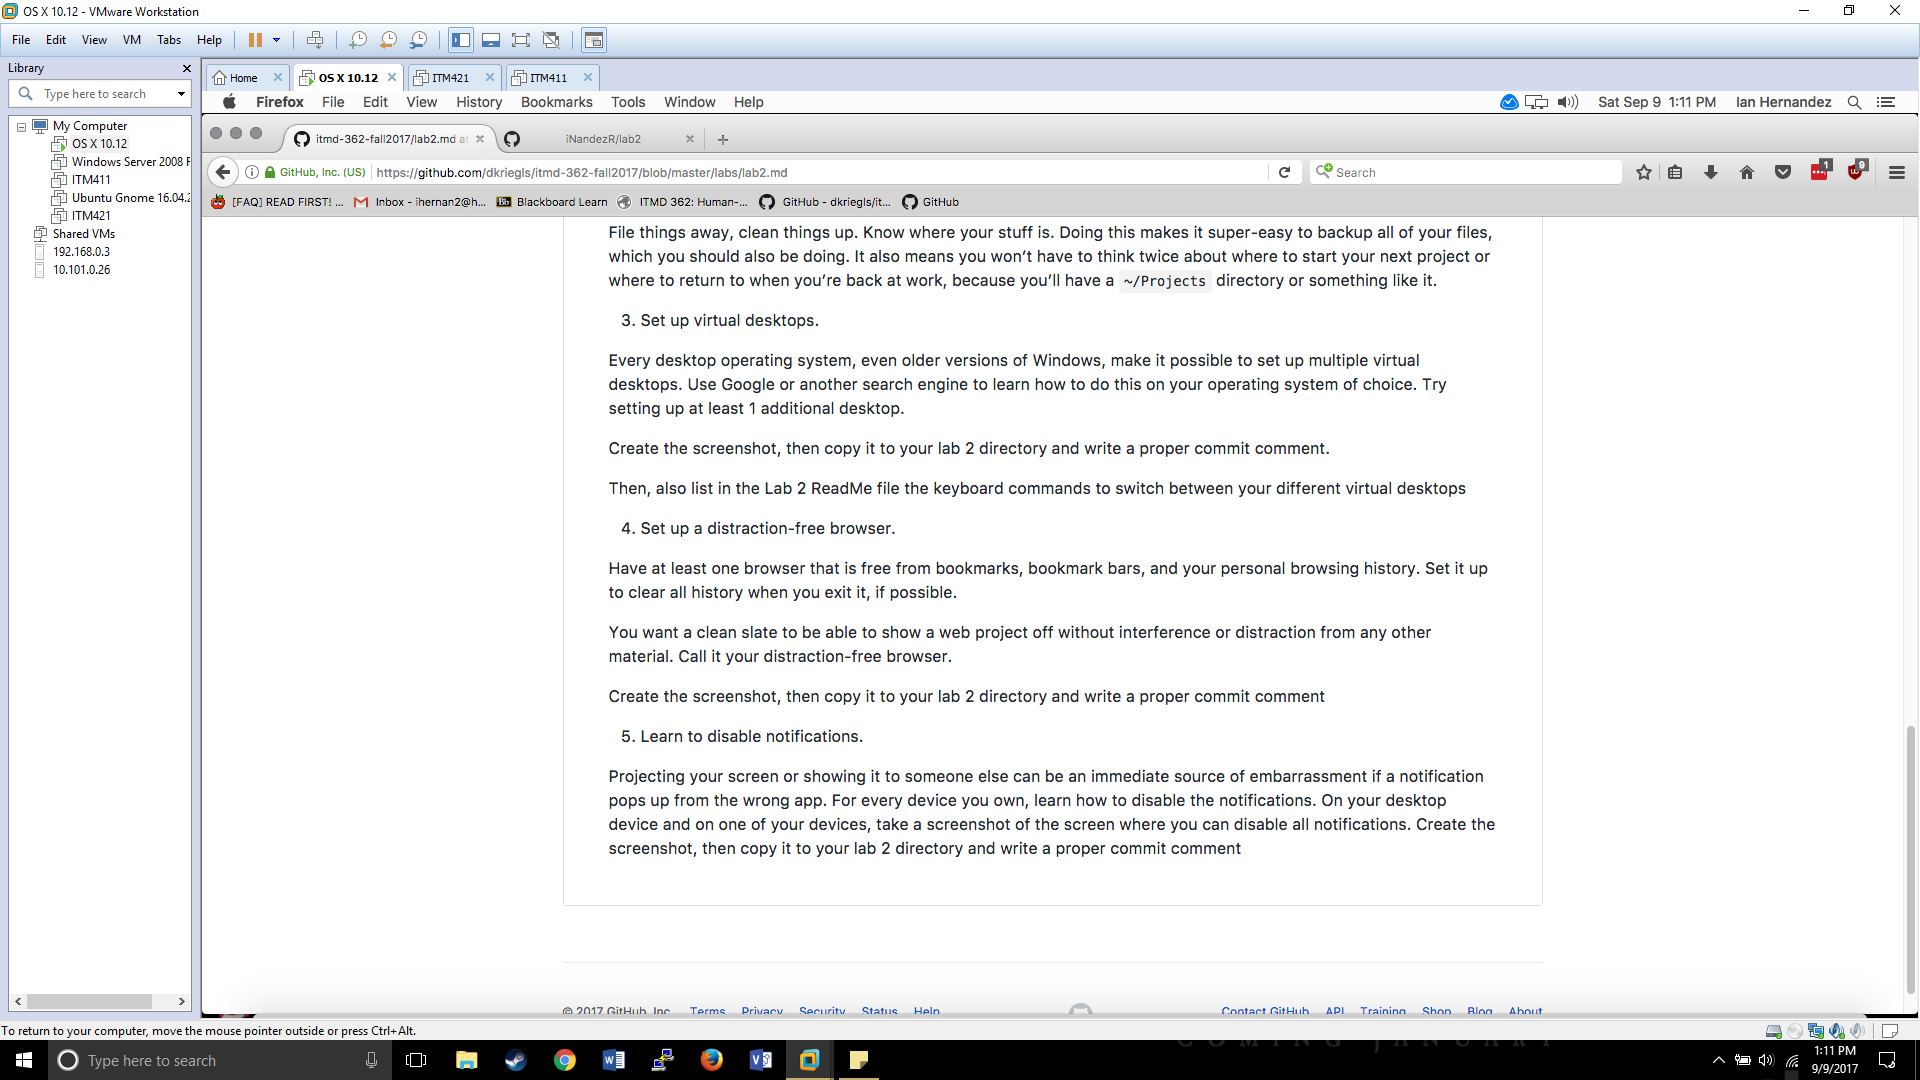 OS X 10.12 - VMware Workstation
File Edit View VM Tabs Help
Library
Type here to search
My Computer
OS X 10.12
Windows Server 2008 F
ITM411
Ubuntu Gnome 16.04.
ITM421
Shared VMs
192.168.0.3
10.101.0.26
Home OS X 10.12 ITM421 ITM411
Firefox File Edit View History Bookmarks Tools Window Help Sat Sep 9 1:11 PM Ian Hernandez
itmd-362-fall2017/lab2.md at iNandezR/lab2
GitHub, Inc. (US) https://github.com/dkriegls/itmd-362-fall2017/blob/master/labs/lab2.md Search 1 9
[FAQ] READ FIRST! ... Inbox - ihernan2@h... Bb Blackboard Learn ITMD 362: Human-... GitHub - dkriegls/it... GitHub
File things away, clean things up. Know where your stuff is. Doing this makes it super-easy to backup all of your files,
which you should also be doing. It also means you won’t have to think twice about where to start your next project or
where to return to when you’re back at work, because you’ll have a ~/Projects directory or something like it.
3. Set up virtual desktops.
Every desktop operating system, even older versions of Windows, make it possible to set up multiple virtual
desktops. Use Google or another search engine to learn how to do this on your operating system of choice. Try
setting up at least 1 additional desktop.
Create the screenshot, then copy it to your lab 2 directory and write a proper commit comment.
Then, also list in the Lab 2 ReadMe file the keyboard commands to switch between your different virtual desktops
4. Set up a distraction-free browser.
Have at least one browser that is free from bookmarks, bookmark bars, and your personal browsing history. Set it up
to clear all history when you exit it, if possible.
You want a clean slate to be able to show a web project off without interference or distraction from any other
material. Call it your distraction-free browser.
Create the screenshot, then copy it to your lab 2 directory and write a proper commit comment
5. Learn to disable notifications.
Projecting your screen or showing it to someone else can be an immediate source of embarrassment if a notification
pops up from the wrong app. For every device you own, learn how to disable the notifications. On your desktop
device and on one of your devices, take a screenshot of the screen where you can disable all notifications. Create the
screenshot, then copy it to your lab 2 directory and write a proper commit comment
© 2017 GitHub, Inc. Terms Privacy Security Status Help Contact GitHub API Training Shop Blog About
To return to your computer, move the mouse pointer outside or press Ctrl+Alt.
COMING JANUARY
Type here to search
1:11 PM
9/9/2017